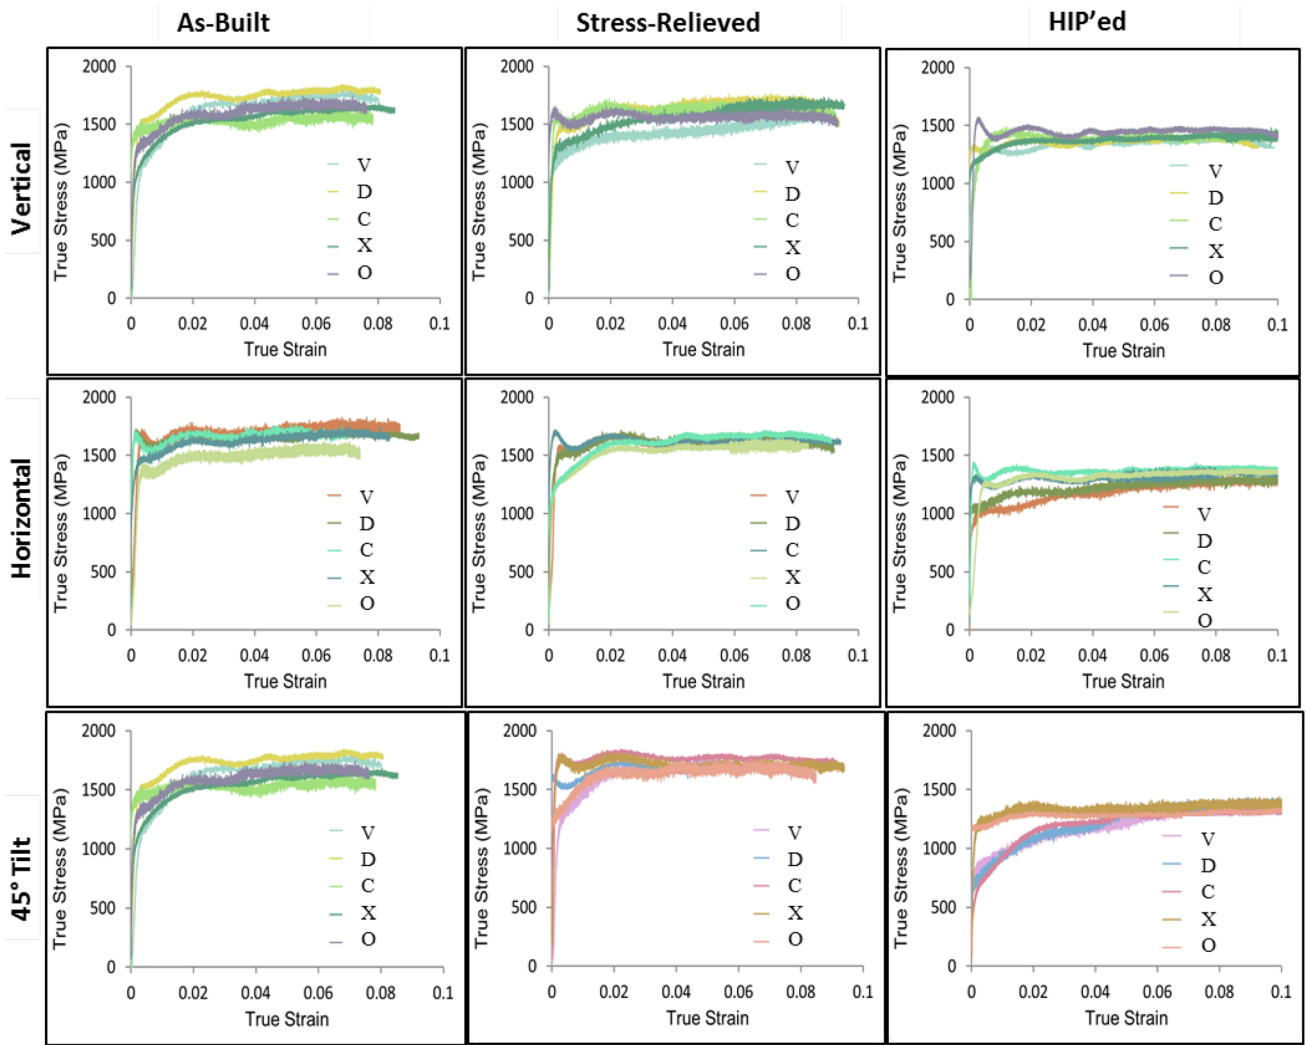 As-Built Stress-Relieved HIP'ed
Vertical
True Stress (MPa)
2000
1500
1000
500
0
V
D
C
X
O
0 0.02 0.04 0.06 0.08 0.1
True Strain
True Stress (MPa)
2000
1500
1000
500
0
V
D
C
X
O
0 0.02 0.04 0.06 0.08 0.1
True Strain
True Stress (MPa)
2000
1500
1000
500
0
V
D
C
X
O
0 0.02 0.04 0.06 0.08 0.1
True Strain
Horizontal
True Stress (MPa)
2000
1500
1000
500
0
V
D
C
X
O
0 0.02 0.04 0.06 0.08 0.1
True Strain
True Stress (MPa)
2000
1500
1000
500
0
V
D
C
X
O
0 0.02 0.04 0.06 0.08 0.1
True Strain
True Stress (MPa)
2000
1500
1000
500
0
V
D
C
X
O
0 0.02 0.04 0.06 0.08 0.1
True Strain
45° Tilt
True Stress (MPa)
2000
1500
1000
500
0
V
D
C
X
O
0 0.02 0.04 0.06 0.08 0.1
True Strain
True Stress (MPa)
2000
1500
1000
500
0
V
D
C
X
O
0 0.02 0.04 0.06 0.08 0.1
True Strain
True Stress (MPa)
2000
1500
1000
500
0
V
D
C
X
O
0 0.02 0.04 0.06 0.08 0.1
True Strain